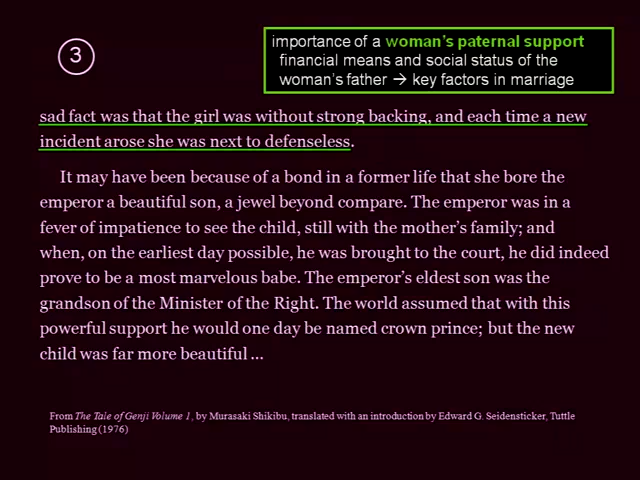 3
importance of a woman's paternal support
financial means and social status of the
woman's father → key factors in marriage
sad fact was that the girl was without strong backing, and each time a new
incident arose she was next to defenseless.
It may have been because of a bond in a former life that she bore the
emperor a beautiful son, a jewel beyond compare. The emperor was in a
fever of impatience to see the child, still with the mother's family; and
when, on the earliest day possible, he was brought to the court, he did indeed
prove to be a most marvelous babe. The emperor's eldest son was the
grandson of the Minister of the Right. The world assumed that with this
powerful support he would one day be named crown prince; but the new
child was far more beautiful ...
From The Tale of Genji Volume 1, by Murasaki Shikibu, translated with an introduction by Edward G. Seidensticker, Tuttle
Publishing (1976)